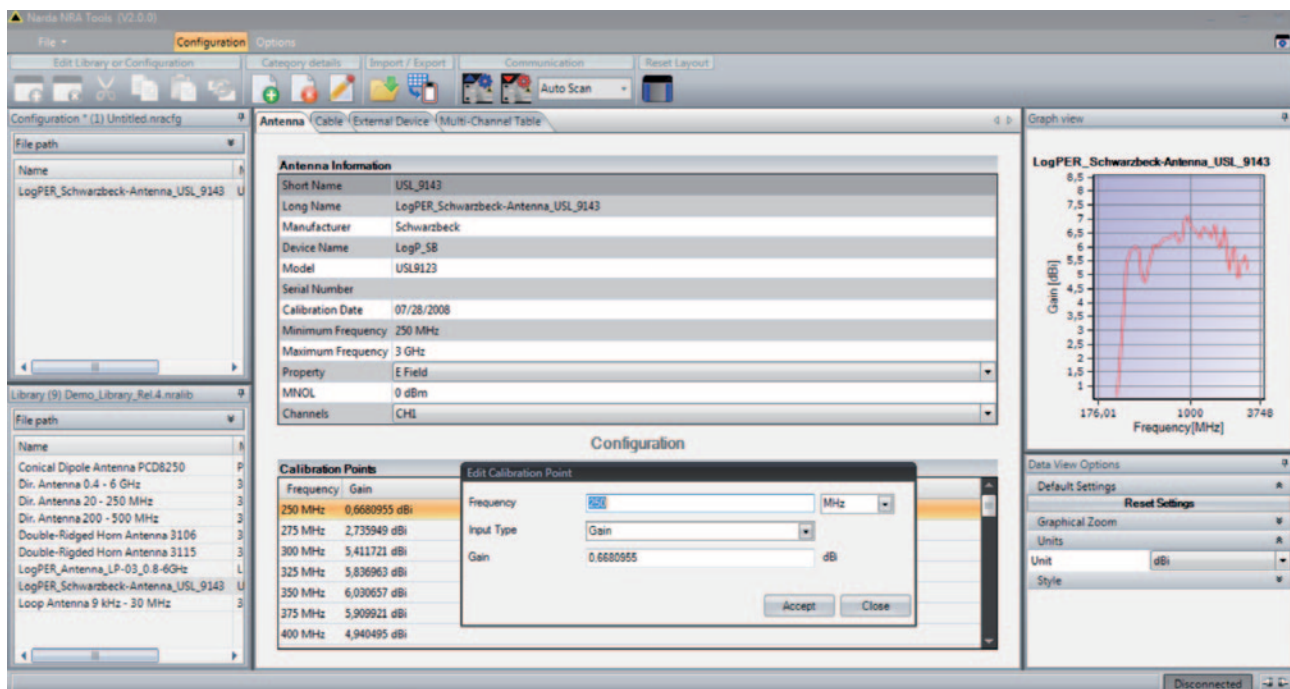 Narda NRA Tools (V2.0.0)
File Configuration Options
Edit Library or Configuration Category details Import / Export Communication Reset Layout
Auto Scan
Configuration * (1) Untitled.nracfg
File path
Name
LogPER_Schwarzbeck-Antenna_USL_9143 U
Library (9) Demo_Library_Rel.4.nralib
File path
Name
Conical Dipole Antenna PCD8250 P
Dir. Antenna 0.4 - 6 GHz 3
Dir. Antenna 20 - 250 MHz 3
Dir. Antenna 200 - 500 MHz 3
Double-Ridged Horn Antenna 3106 3
Double-Rigded Horn Antenna 3115 3
LogPER_Antenna_LP-03_0.8-6GHz L
LogPER_Schwarzbeck-Antenna_USL_9143 U
Loop Antenna 9 kHz - 30 MHz 3
Antenna Cable External Device Multi-Channel Table
Antenna Information
Short Name USL_9143
Long Name LogPER_Schwarzbeck-Antenna_USL_9143
Manufacturer Schwarzbeck
Device Name LogP_SB
Model USL9123
Serial Number
Calibration Date 07/28/2008
Minimum Frequency 250 MHz
Maximum Frequency 3 GHz
Property E Field
MNOL 0 dBm
Channels CH1
Configuration
Calibration Points
Frequency Gain
250 MHz 0,6680955 dBi
275 MHz 2,735949 dBi
300 MHz 5,411721 dBi
325 MHz 5,836963 dBi
350 MHz 6,030657 dBi
375 MHz 5,909921 dBi
400 MHz 4,940495 dBi
Edit Calibration Point
Frequency 250 MHz
Input Type Gain
Gain 0,6680955 dBi
Accept Close
Graph view
LogPER_Schwarzbeck-Antenna_USL_9143
8,5
8
7,5
7
6,5
6
5,5
5
4,5
4
3,5
3
2,5
2
1,5
1
Gain [dBi]
176,01 1000 3748
Frequency[MHz]
Data View Options
Default Settings
Reset Settings
Graphical Zoom
Units
Unit dBi
Style
Disconnected